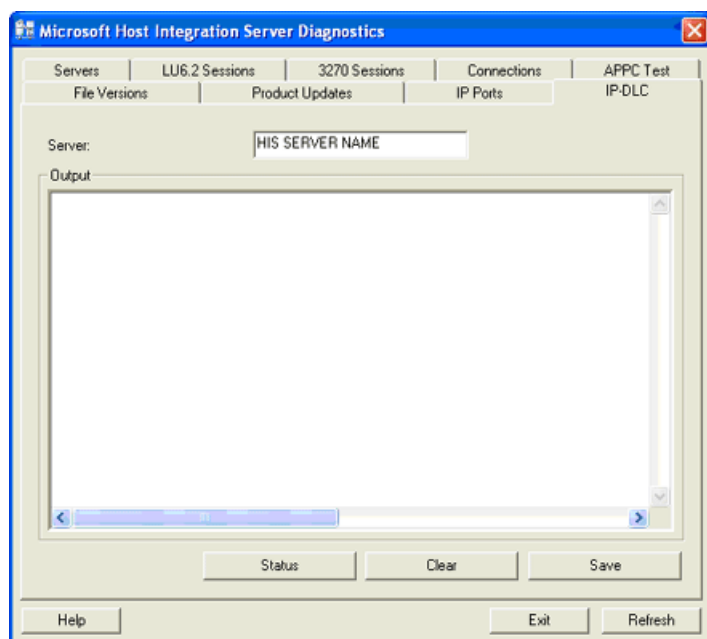 Microsoft Host Integration Server Diagnostics
Servers LU6.2 Sessions 3270 Sessions Connections APPC Test
File Versions Product Updates IP Ports IP-DLC
Server: HIS SERVER NAME
Output
Status Clear Save
Help Exit Refresh